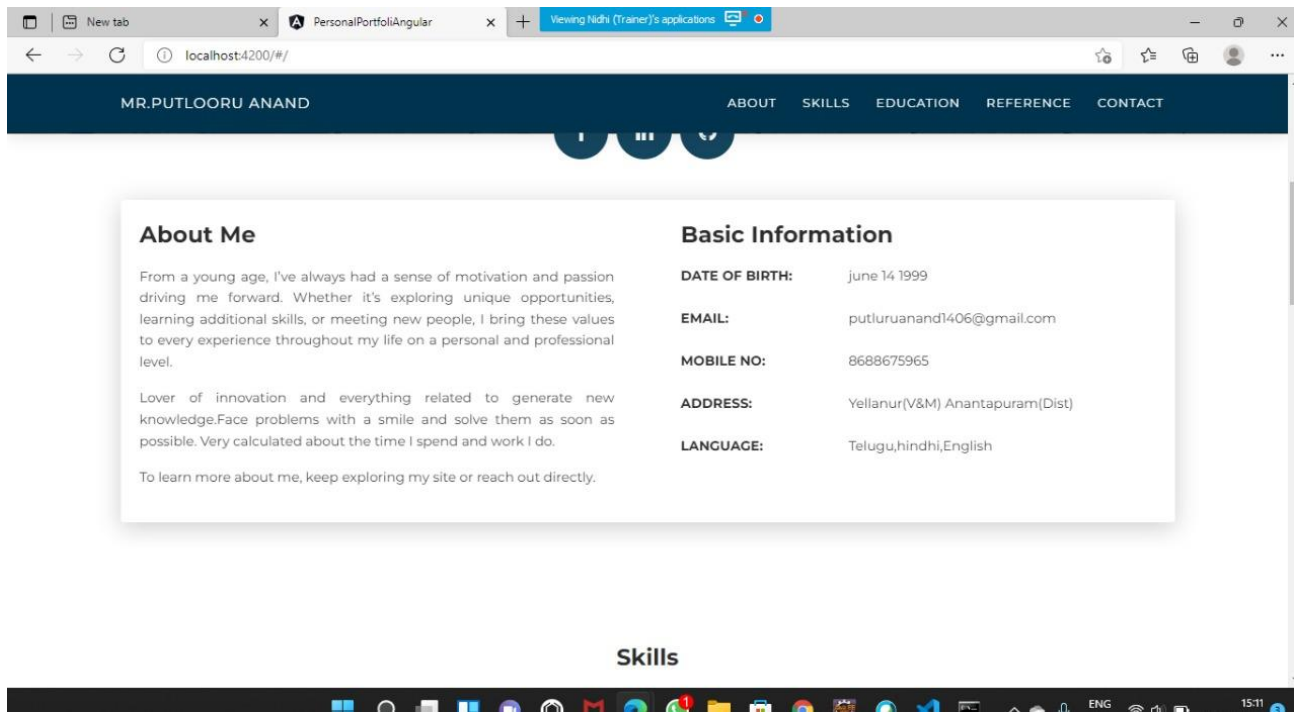 New tab
PersonalPortfoliAngular
Viewing Nidhi (Trainer)'s applications
localhost:4200/#/
MR.PUTLOORU ANAND
ABOUT SKILLS EDUCATION REFERENCE CONTACT
About Me
From a young age, I've always had a sense of motivation and passion
driving me forward. Whether it's exploring unique opportunities,
learning additional skills, or meeting new people, I bring these values
to every experience throughout my life on a personal and professional
level.
Lover of innovation and everything related to generate new
knowledge.Face problems with a smile and solve them as soon as
possible. Very calculated about the time I spend and work I do.
To learn more about me, keep exploring my site or reach out directly.
Basic Information
DATE OF BIRTH: june 14 1999
EMAIL: putluruanand1406@gmail.com
MOBILE NO: 8688675965
ADDRESS: Yellanur(V&M) Anantapuram(Dist)
LANGUAGE: Telugu,hindhi,English
Skills
1
ENG
15:11
3